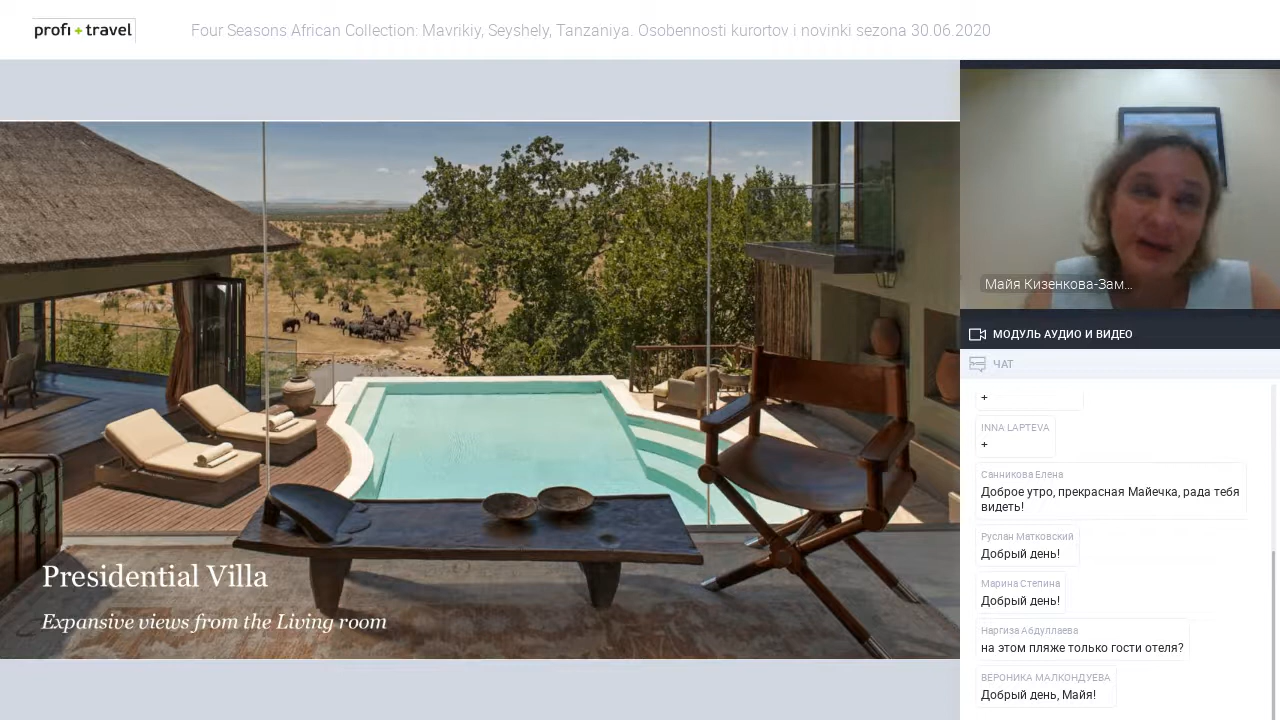 profi + travel
Four Seasons African Collection: Mavrikiy, Seyshely, Tanzaniya. Osobennosti kurortov i novinki sezona 30.06.2020
Presidential Villa
Expansive views from the Living room
Майя Кизенкова-Зам...
МОДУЛЬ АУДИО И ВИДЕО
ЧАТ
+
INNA LAPTEVA
+
Санникова Елена
Доброе утро, прекрасная Майечка, рада тебя
видеть!
Руслан Матковский
Добрый день!
Марина Степина
Добрый день!
Наргиза Абдуллаева
на этом пляже только гости отеля?
ВЕРОНИКА МАЛКОНДУЕВА
Добрый день, Майя!